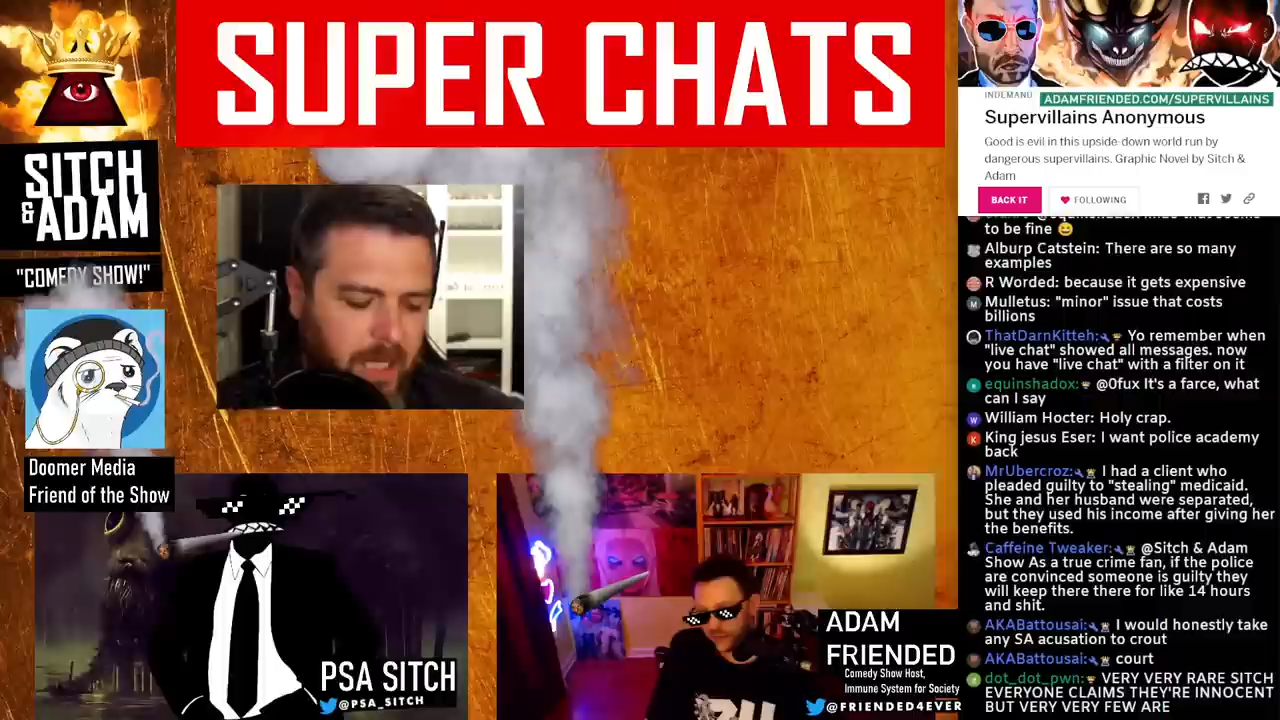 SUPER CHATS
SITCH
& ADAM
"COMEDY SHOW!"
Doomer Media
Friend of the Show
PSA SITCH
@PSA_SITCH
ADAM
FRIENDED
Comedy Show Host,
Immune System for Society
@FRIENDED4EVER
INDEMAND
ADAMFRIENDED.COM/SUPERVILLAINS
Supervillains Anonymous
Good is evil in this upside-down world run by
dangerous supervillains. Graphic Novel by Sitch &
Adam
BACK IT
FOLLOWING
to be fine 😄
Alburp Catstein: There are so many
examples
R Worded: because it gets expensive
Mulletus: "minor" issue that costs
billions
ThatDarnKitteh: Yo remember when
"live chat" showed all messages. now
you have "live chat" with a filter on it
equinshadox: @0fux It's a farce, what
can I say
William Hocter: Holy crap.
King jesus Eser: I want police academy
back
MrUbercroz: I had a client who
pleaded guilty to "stealing" medicaid.
She and her husband were separated,
but they used his income after giving her
the benefits.
Caffeine Tweaker: @Sitch & Adam
Show As a true crime fan, if the police
are convinced someone is guilty they
will keep there there for like 14 hours
and shit.
AKABattousai: I would honestly take
any SA acusation to crout
AKABattousai: court
dot_dot_pwn: VERY VERY RARE SITCH
EVERYONE CLAIMS THEY'RE INNOCENT
BUT VERY VERY FEW ARE